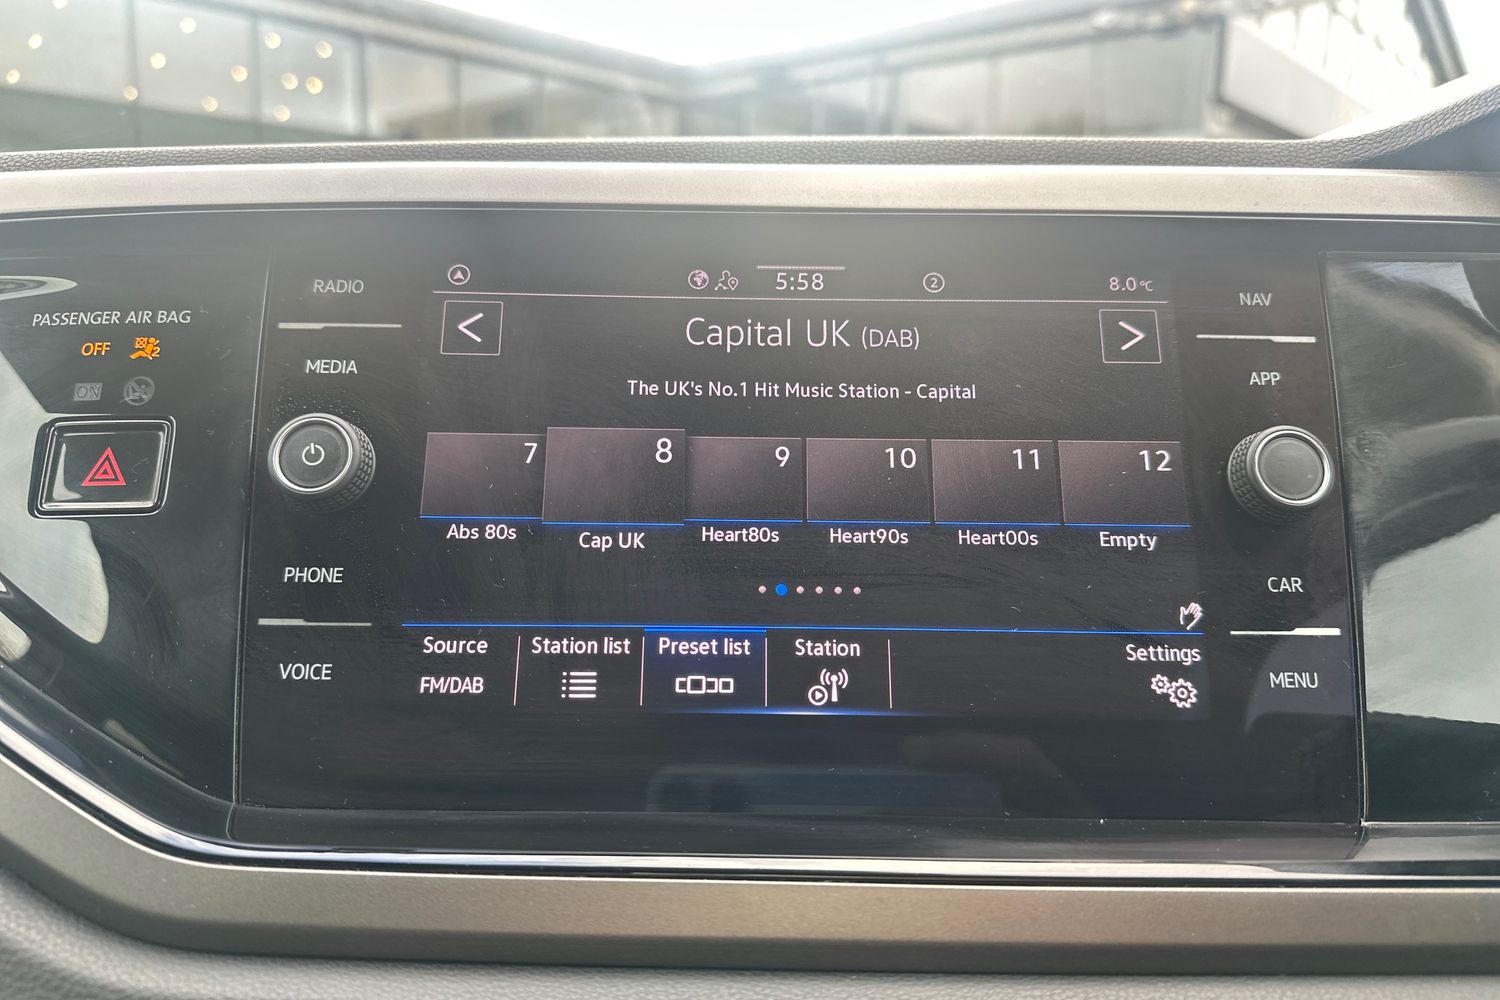 PASSENGER AIR BAG
OFF 2
ON
RADIO
MEDIA
PHONE
VOICE
5:58
2
8.0°C
<
Capital UK (DAB)
>
The UK's No.1 Hit Music Station - Capital
7 8 9 10 11 12
Abs 80s Cap UK Heart80s Heart90s Heart00s Empty
Source Station list Preset list Station Settings
FM/DAB
NAV
APP
CAR
MENU